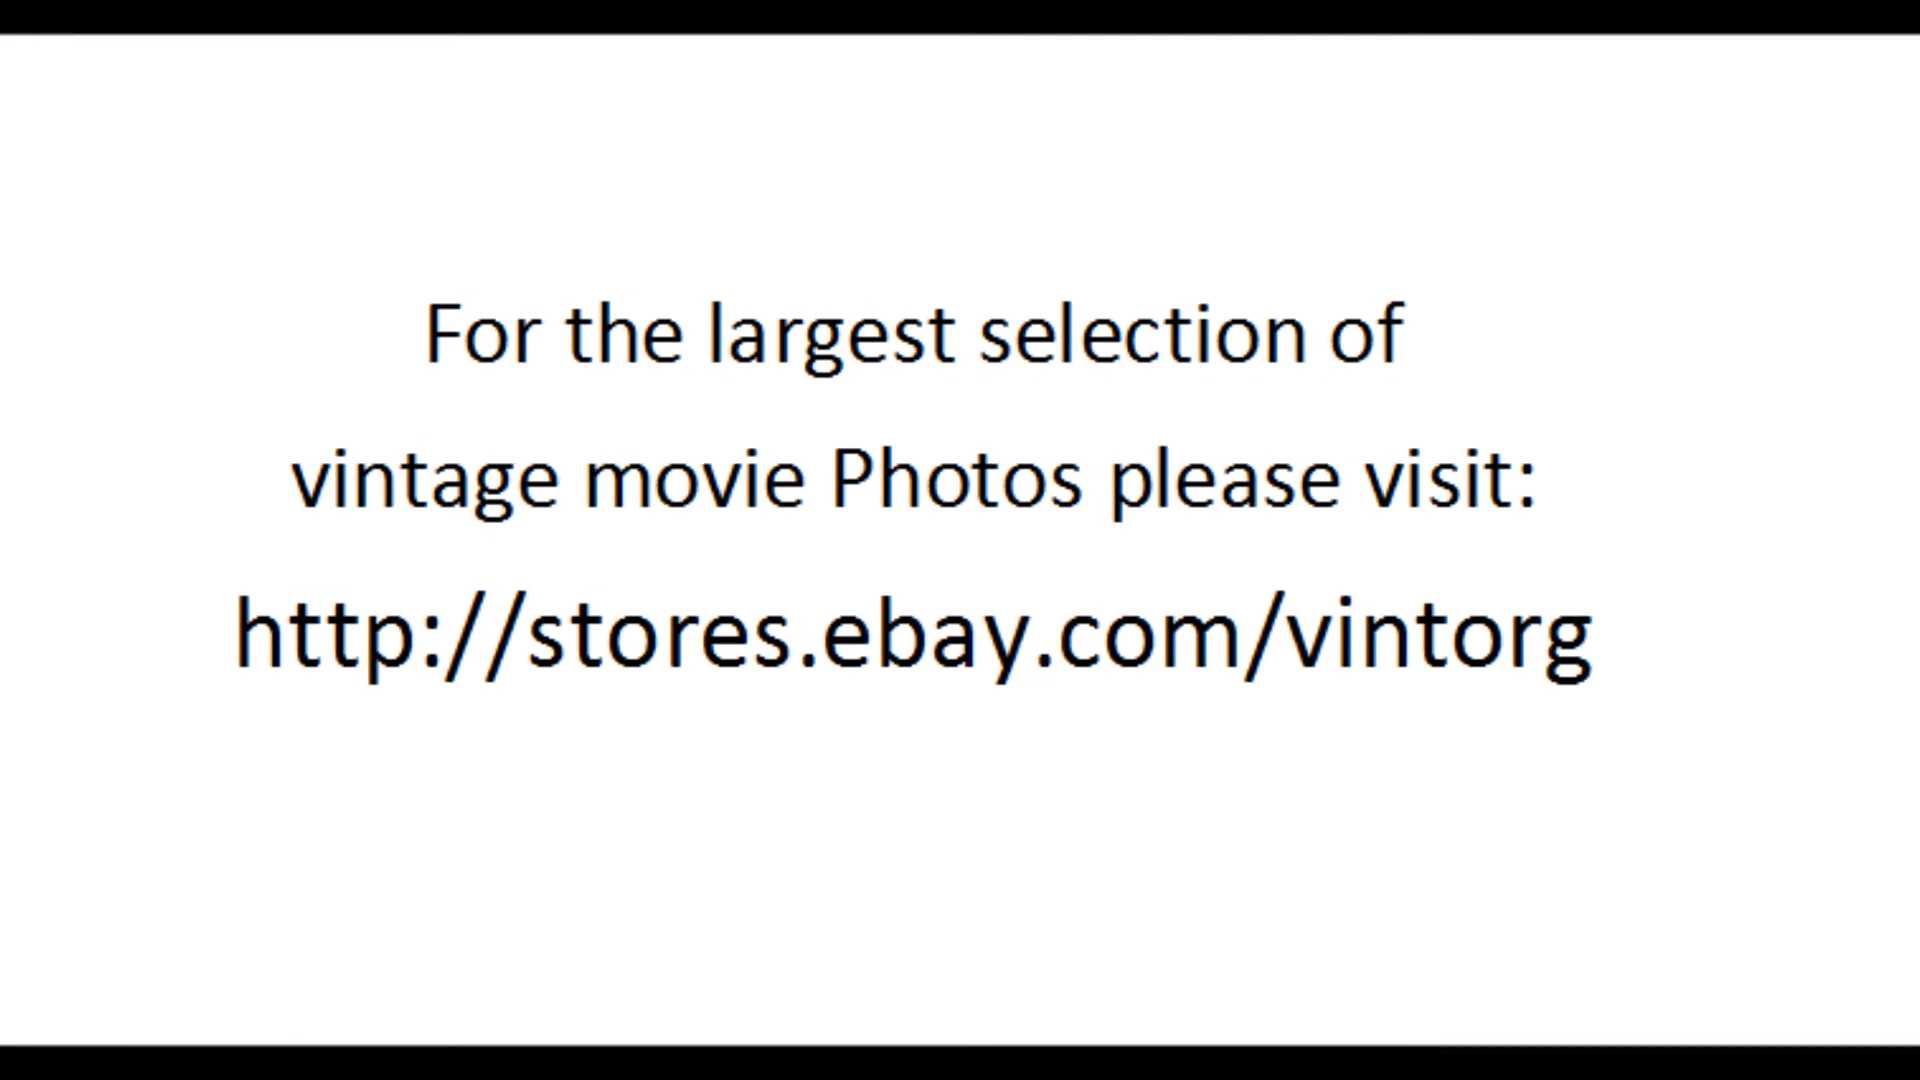 For the largest selection of
vintage movie Photos please visit:
http://stores.ebay.com/vintorg